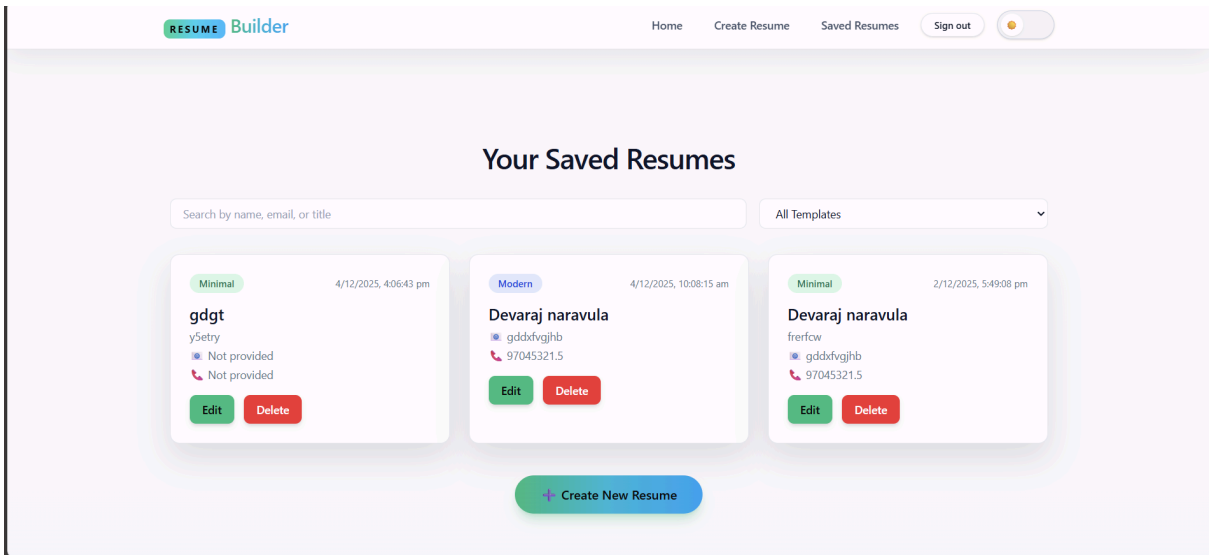 RESUME Builder
Home Create Resume Saved Resumes Sign out
Your Saved Resumes
Search by name, email, or title
All Templates
Minimal 4/12/2025, 4:06:43 pm
gdgt
y5etry
Not provided
Not provided
Edit Delete
Modern 4/12/2025, 10:08:15 am
Devaraj naravula
gddxfvgjhb
97045321.5
Edit Delete
Minimal 2/12/2025, 5:49:08 pm
Devaraj naravula
frerfcw
gddxfvgjhb
97045321.5
Edit Delete
Create New Resume